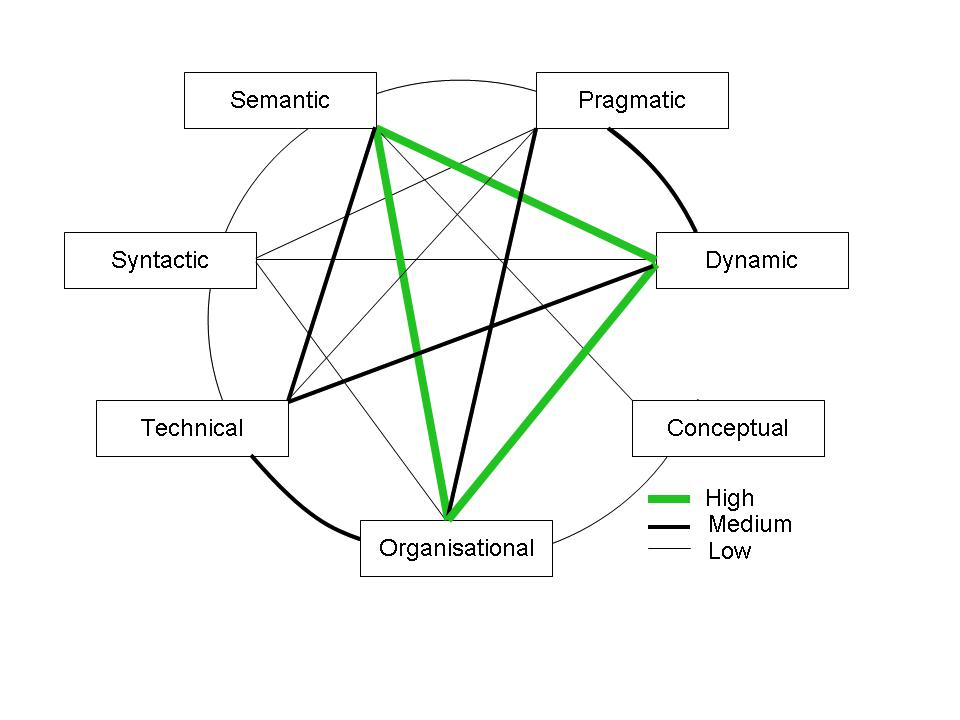 Semantic
Pragmatic
Syntactic
Dynamic
Technical
Conceptual
High
Medium
Low
Organisational